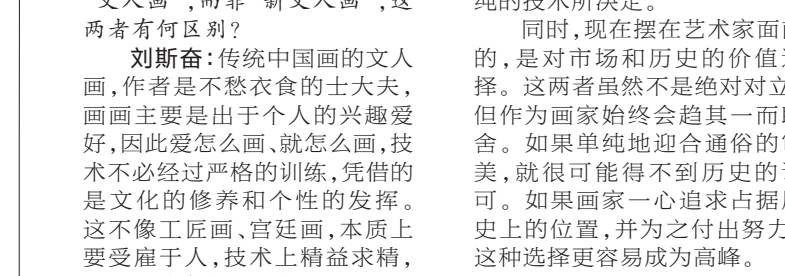 文人画”,而非“新文人画”,这
两者有何区别?
刘斯奋:传统中国画的文人
画,作者是不愁衣食的士大夫,
画画主要是出于个人的兴趣爱
好,因此爱怎么画、就怎么画,技
术不必经过严格的训练,凭借的
是文化的修养和个性的发挥。
这不像工匠画、宫廷画,本质上
要受雇于人,技术上精益求精,
纯的技术所决定。
同时,现在摆在艺术家面
的,是对市场和历史的价值
择。这两者虽然不是绝对对立
但作为画家始终会趋其一而
舍。如果单纯地迎合通俗的
美,就很可能得不到历史的
可。如果画家一心追求占据
史上的位置,并为之付出努力
这种选择更容易成为高峰。